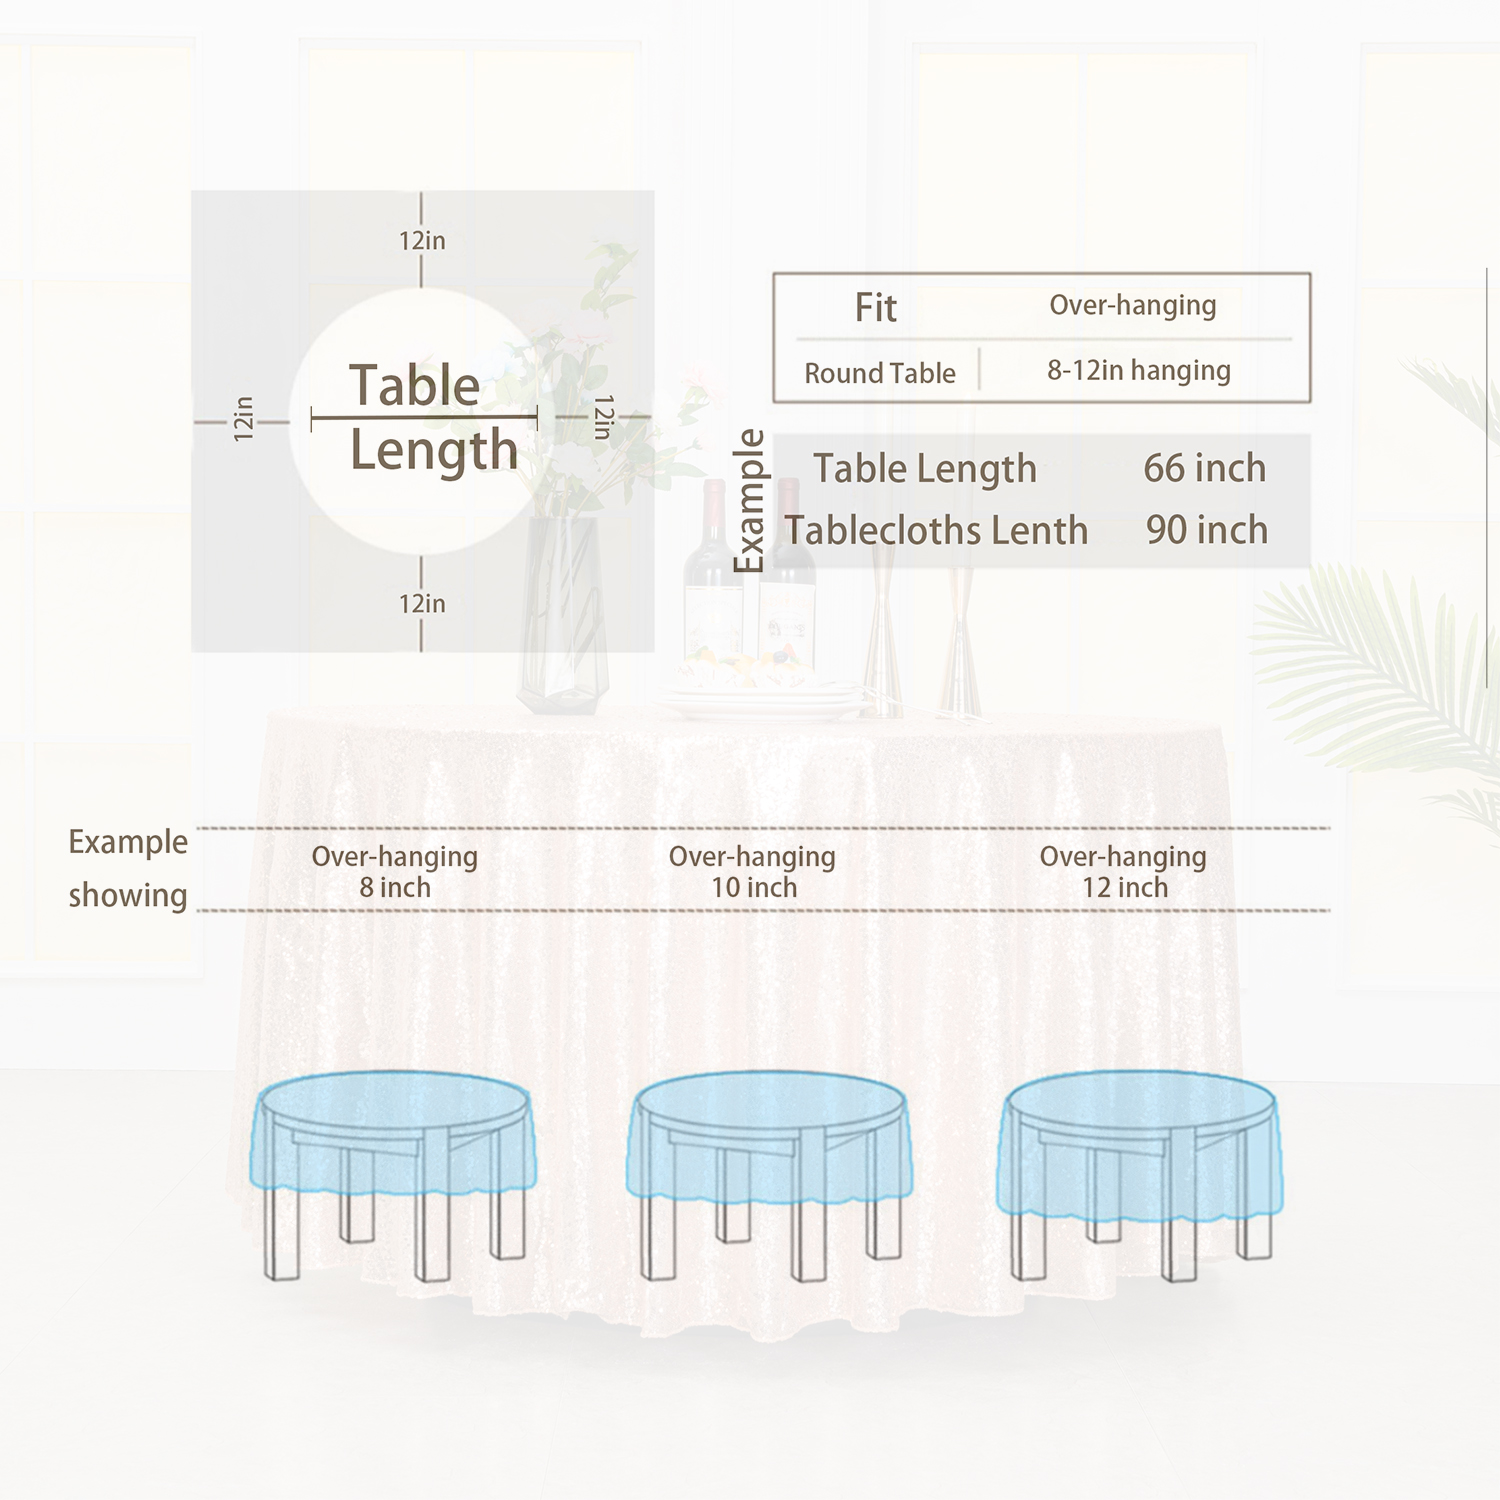 12in
Table
Length
12in
12in
12in
Fit Over-hanging
Round Table 8-12in hanging
Example
Table Length 66 inch
Tablecloths Lenth 90 inch
Example
showing
Over-hanging
8 inch
Over-hanging
10 inch
Over-hanging
12 inch